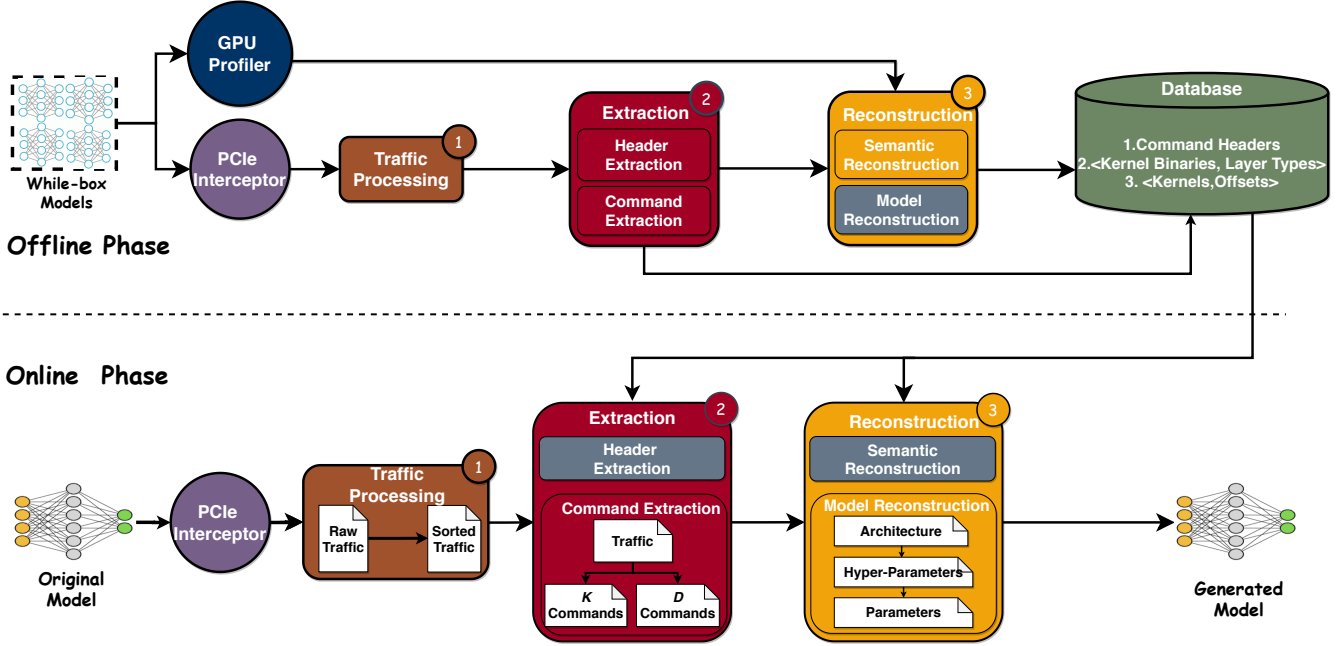 GPU
Profiler
While-box
Models
PCIe
Interceptor
Traffic
Processing
1
Extraction
2
Header
Extraction
Command
Extraction
Reconstruction
3
Semantic
Reconstruction
Model
Reconstruction
Database
1.Command Headers
2.<Kernel Binaries, Layer Types>
3. <Kernels,Offsets>
Offline Phase
Online Phase
Original
Model
PCIe
Interceptor
Traffic
Processing
1
Raw
Traffic
Sorted
Traffic
Extraction
2
Header
Extraction
Command Extraction
Traffic
K
Commands
D
Commands
Reconstruction
3
Semantic
Reconstruction
Model Reconstruction
Architecture
Hyper-Parameters
Parameters
Generated
Model